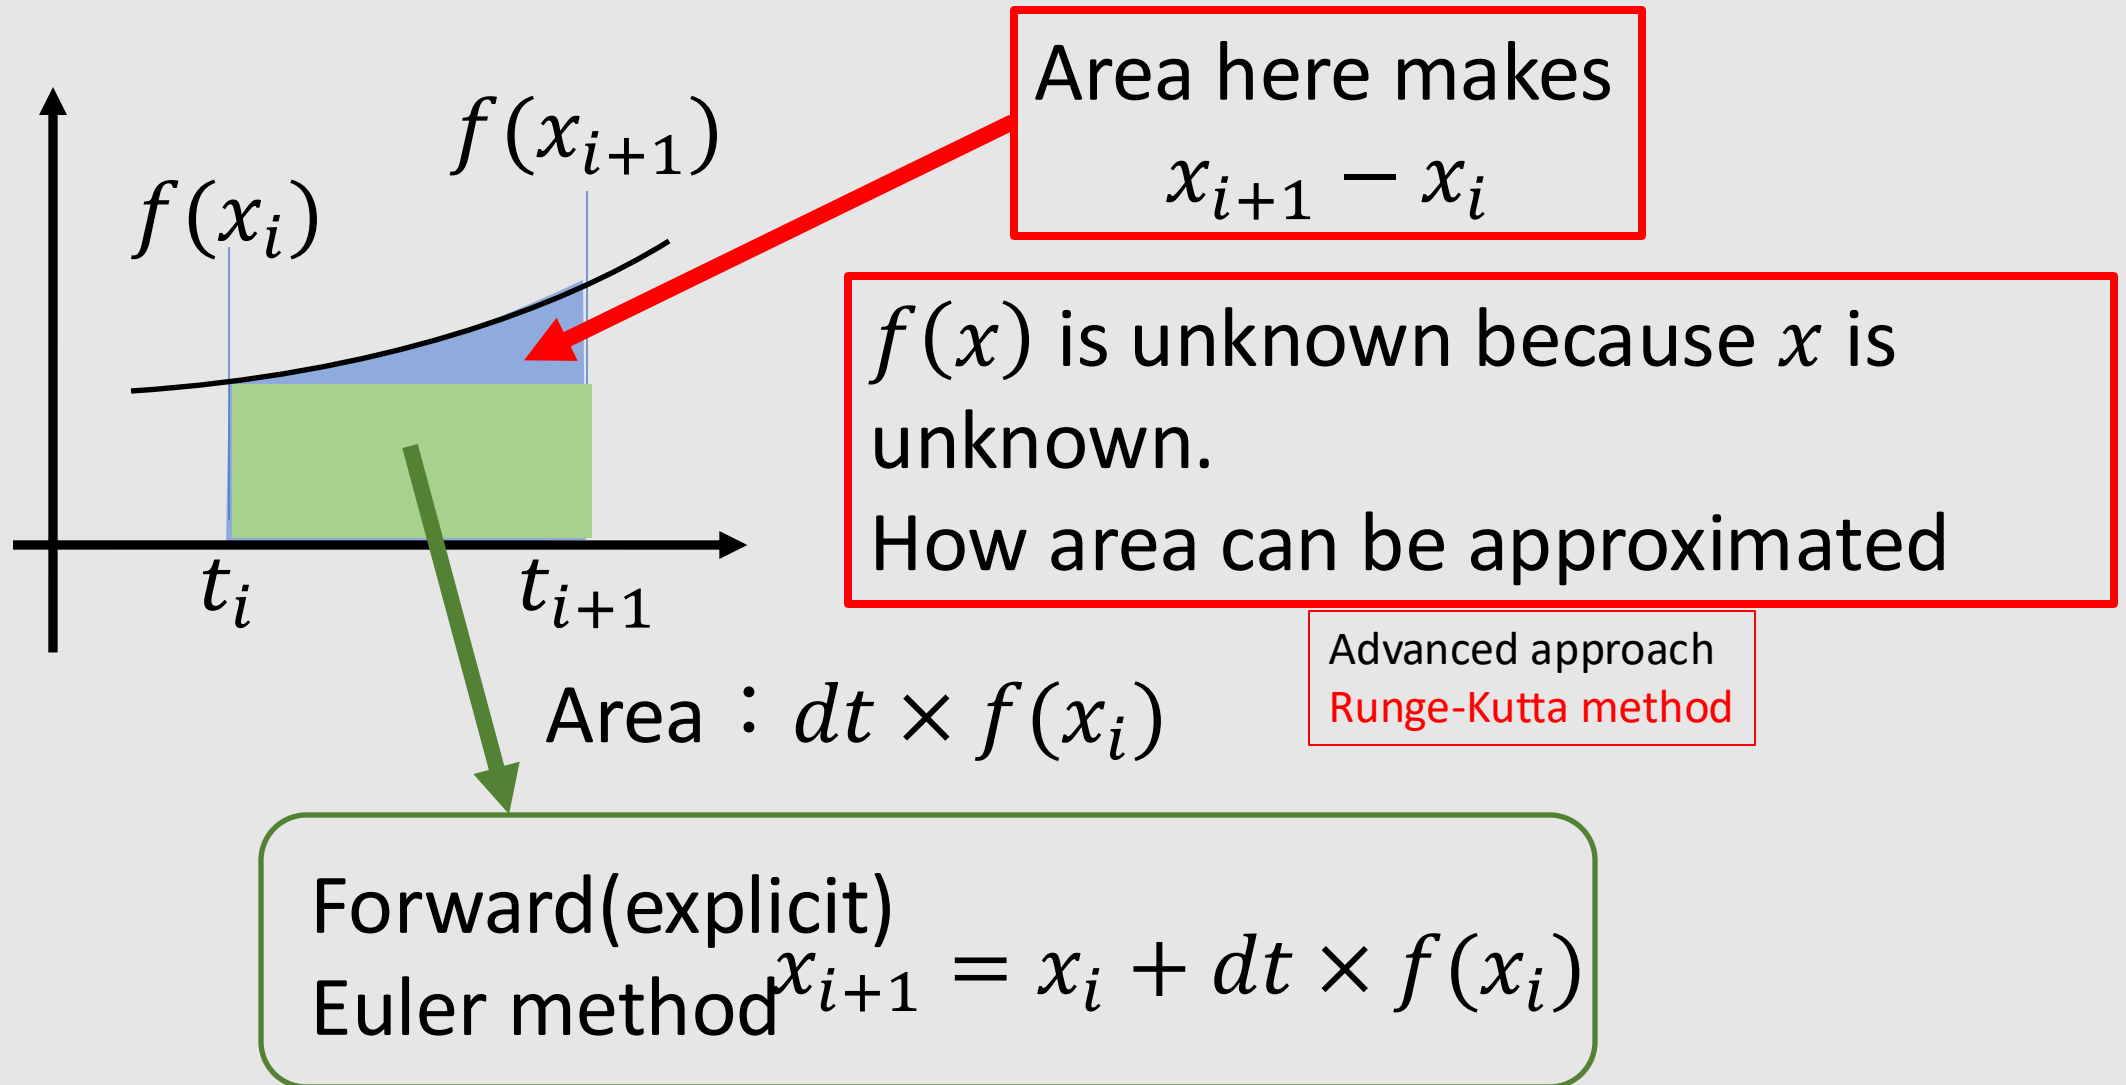 Area here makes
x_{i+1} − x_i
f(x_{i+1})
f(x_i)
f(x) is unknown because x is
unknown.
How area can be approximated
t_i
t_{i+1}
Advanced approach
Runge-Kutta method
Area：dt × f(x_i)
Forward(explicit)
Euler method
x_{i+1} = x_i + dt × f(x_i)